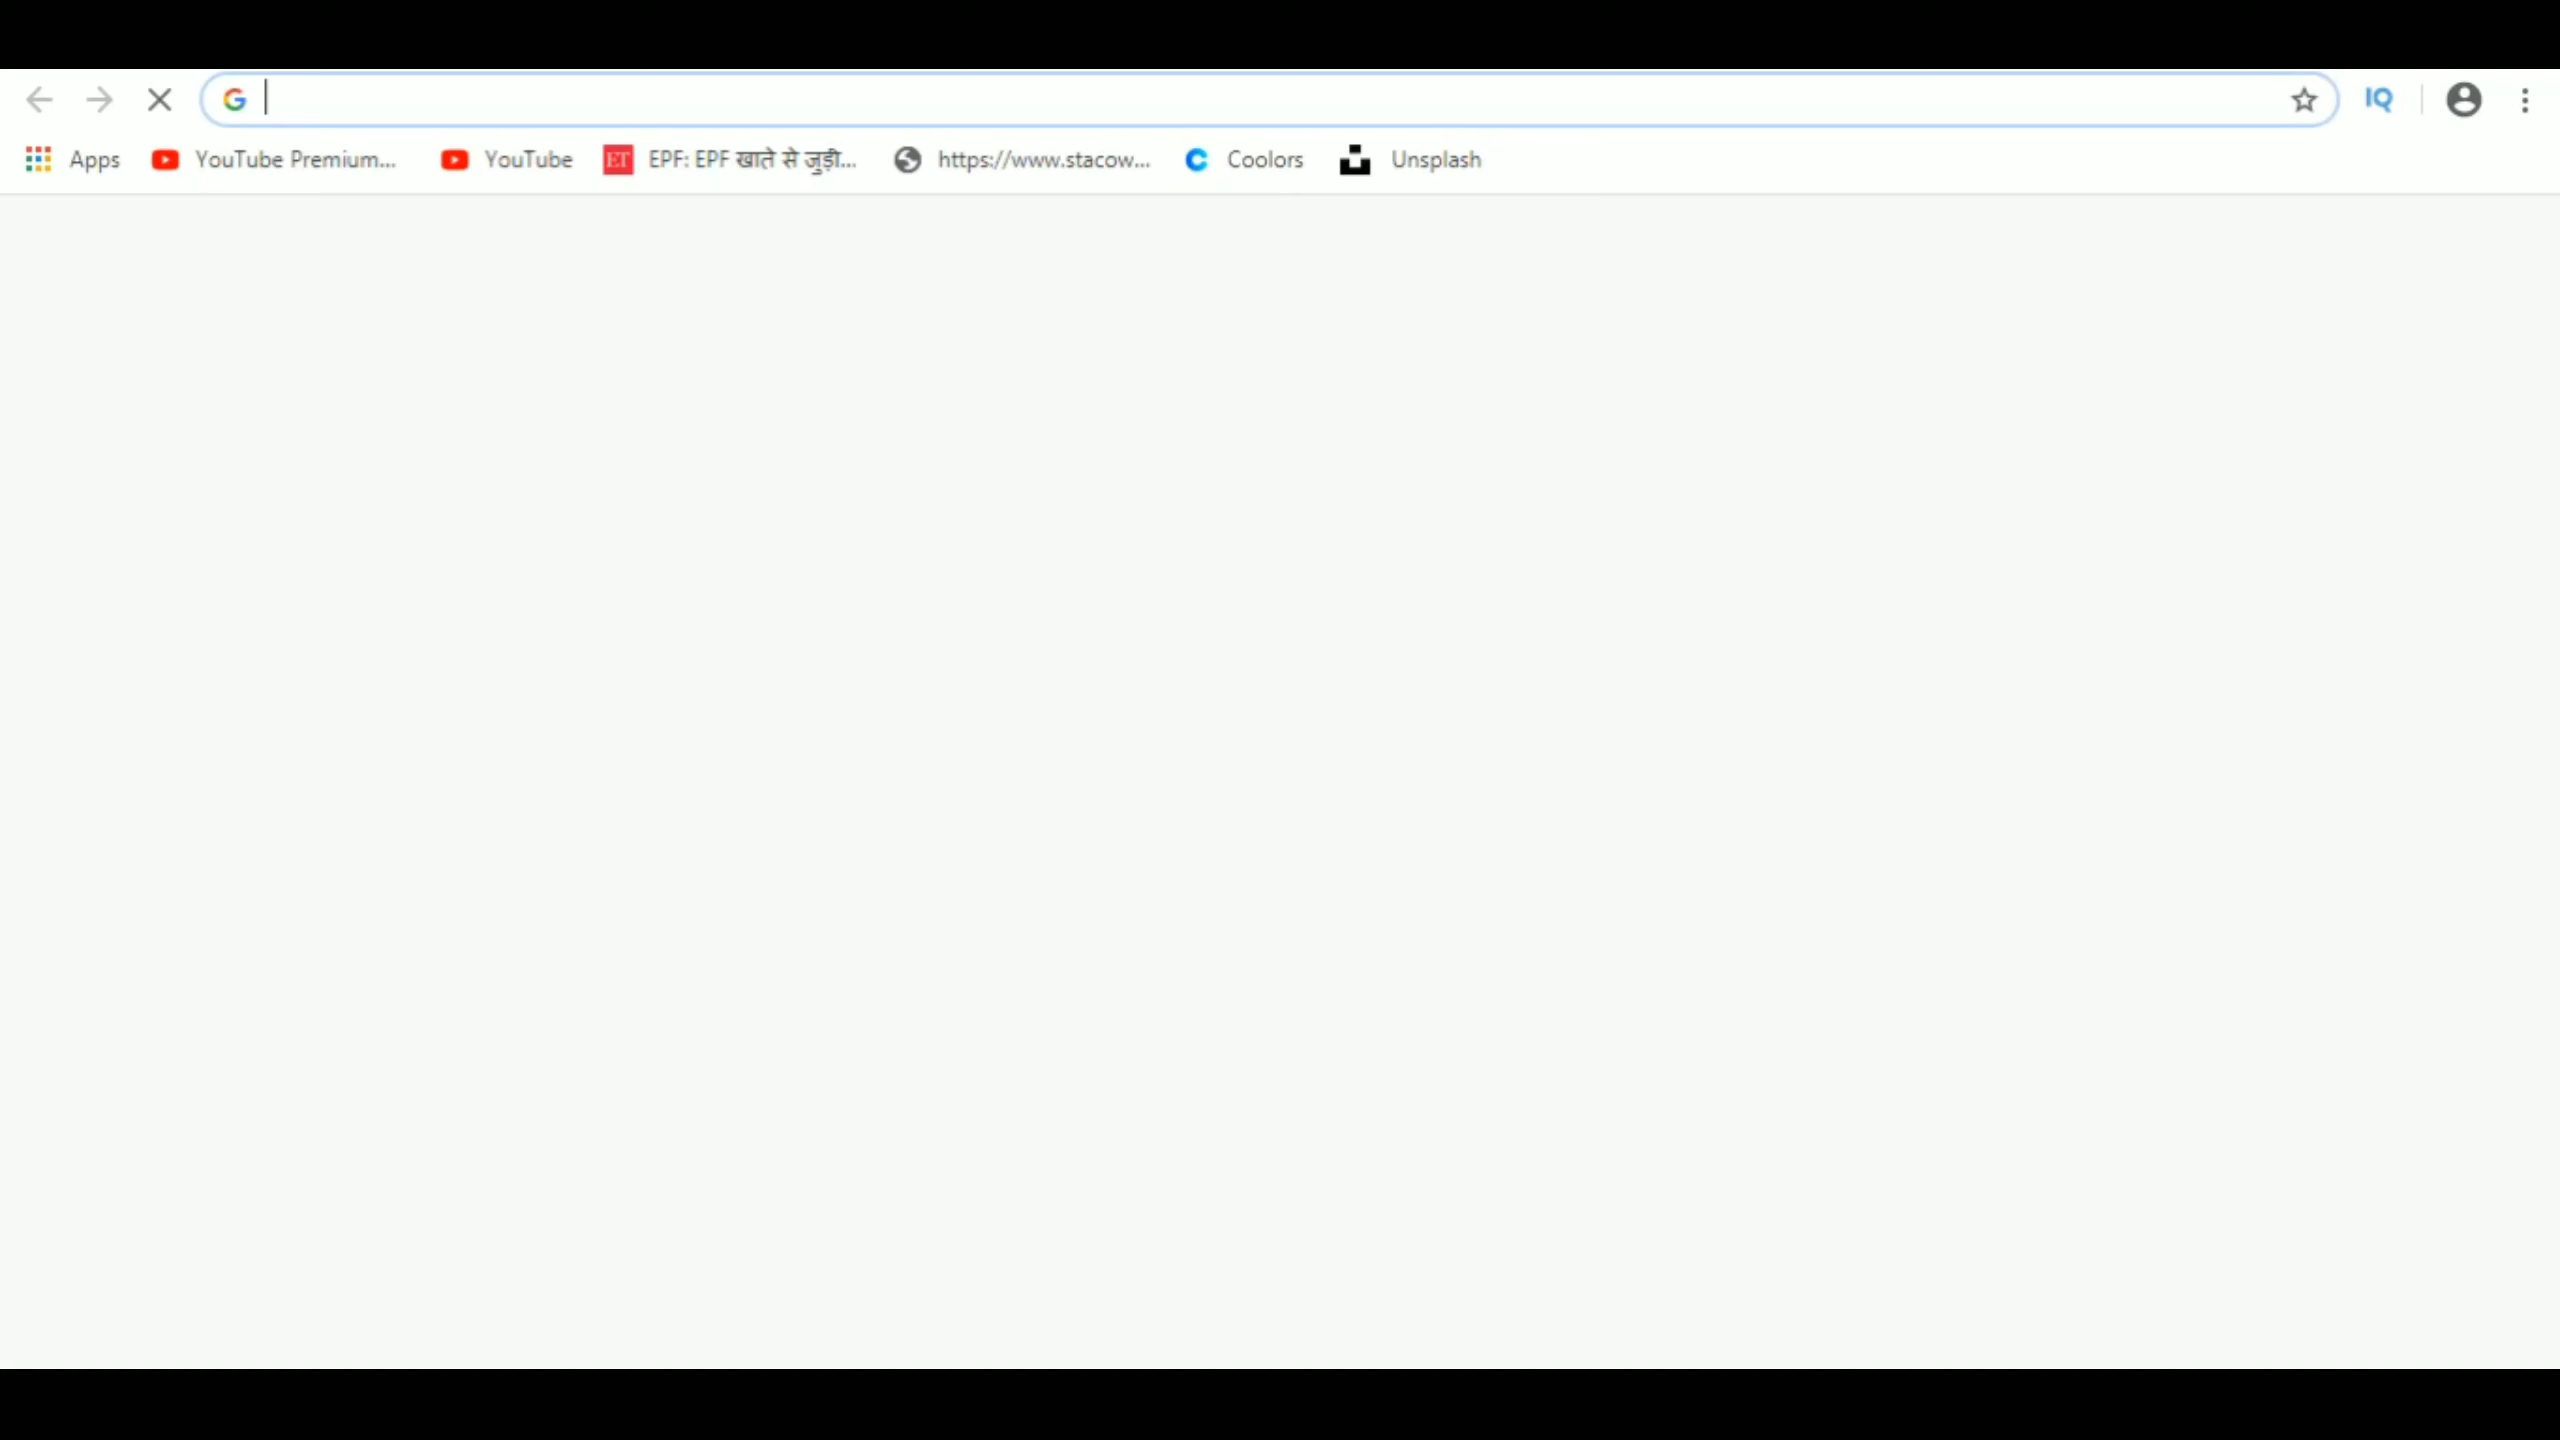 IQ
Apps YouTube Premium... YouTube ET EPF: EPF खाते से जुड़ी... https://www.stacow... Coolors Unsplash